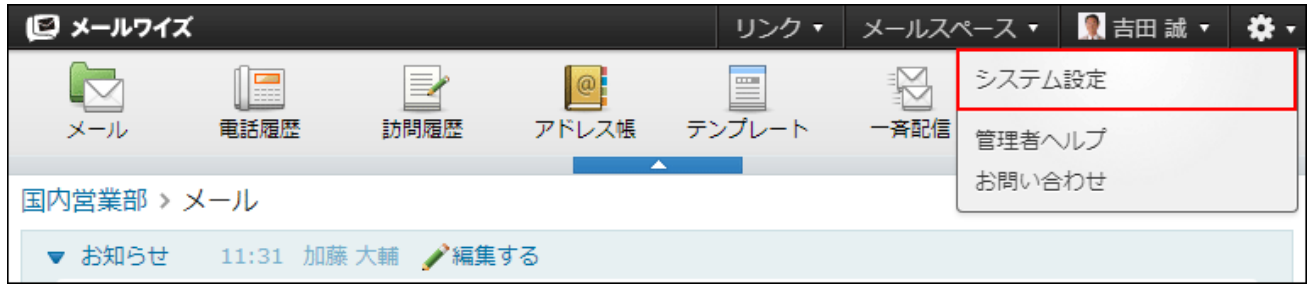 メールワイズ リンク メールスペース 吉田 誠
システム設定
管理者ヘルプ
お問い合わせ
メール 電話履歴 訪問履歴 アドレス帳 テンプレート 一斉配信
国内営業部 > メール
お知らせ 11:31 加藤 大輔 編集する